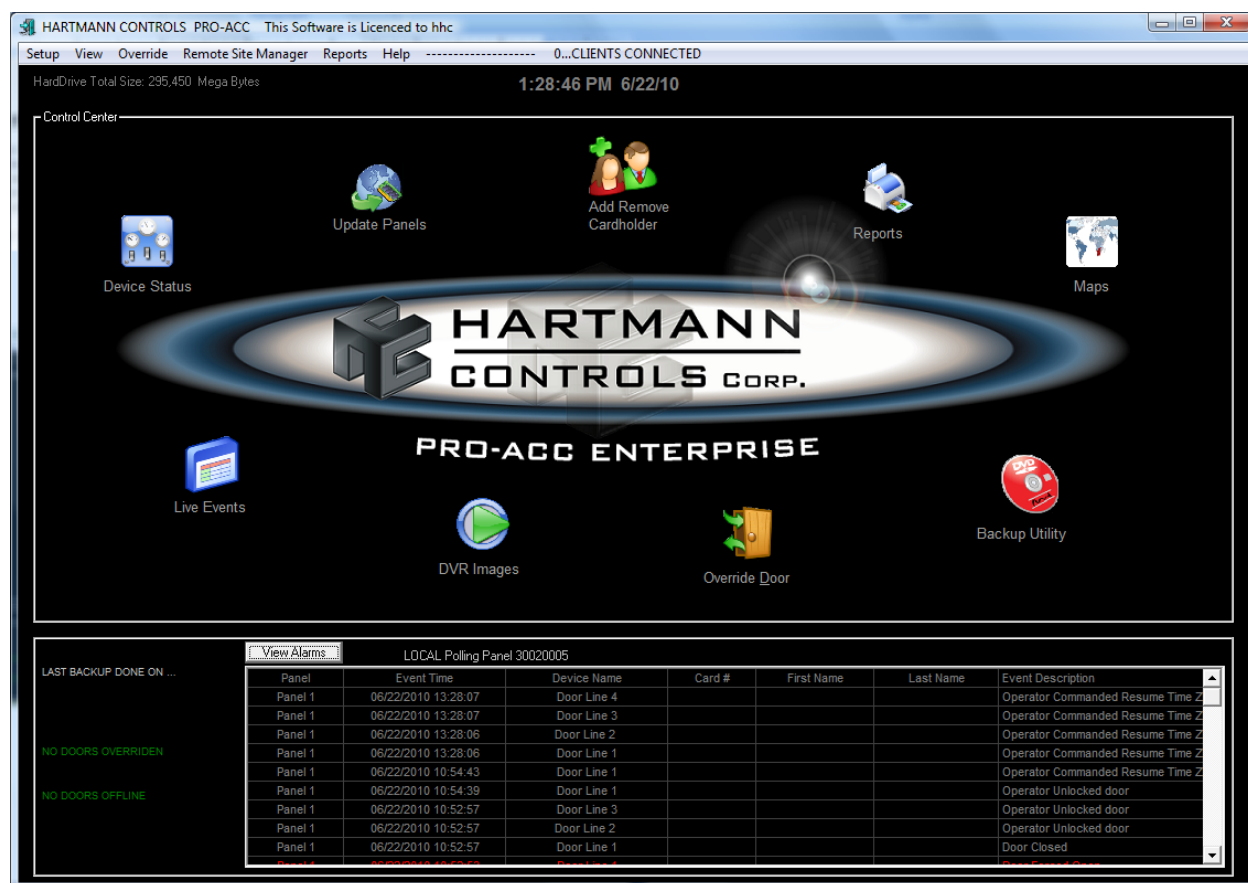 HARTMANN CONTROLS PRO-ACC This Software is Licenced to hhc
Setup View Override Remote Site Manager Reports Help -------------------- 0...CLIENTS CONNECTED
HardDrive Total Size: 295,450 Mega Bytes
1:28:46 PM 6/22/10
Control Center
Add Remove
Cardholder
Update Panels
Reports
Device Status
Maps
HARTMANN
CONTROLS CORP.
PRO-ACC ENTERPRISE
Live Events
DVR Images
Override Door
DVD
Backup Utility
View Alarms
LOCAL Polling Panel 30020005
LAST BACKUP DONE ON ...
NO DOORS OVERRIDEN
NO DOORS OFFLINE
Panel Event Time Device Name Card # First Name Last Name Event Description
Panel 1 06/22/2010 13:28:07 Door Line 4 Operator Commanded Resume Time Z
Panel 1 06/22/2010 13:28:07 Door Line 3 Operator Commanded Resume Time Z
Panel 1 06/22/2010 13:28:06 Door Line 2 Operator Commanded Resume Time Z
Panel 1 06/22/2010 13:28:06 Door Line 1 Operator Commanded Resume Time Z
Panel 1 06/22/2010 10:54:43 Door Line 1 Operator Commanded Resume Time Z
Panel 1 06/22/2010 10:54:39 Door Line 1 Operator Unlocked door
Panel 1 06/22/2010 10:52:57 Door Line 3 Operator Unlocked door
Panel 1 06/22/2010 10:52:57 Door Line 2 Operator Unlocked door
Panel 1 06/22/2010 10:52:57 Door Line 1 Door Closed